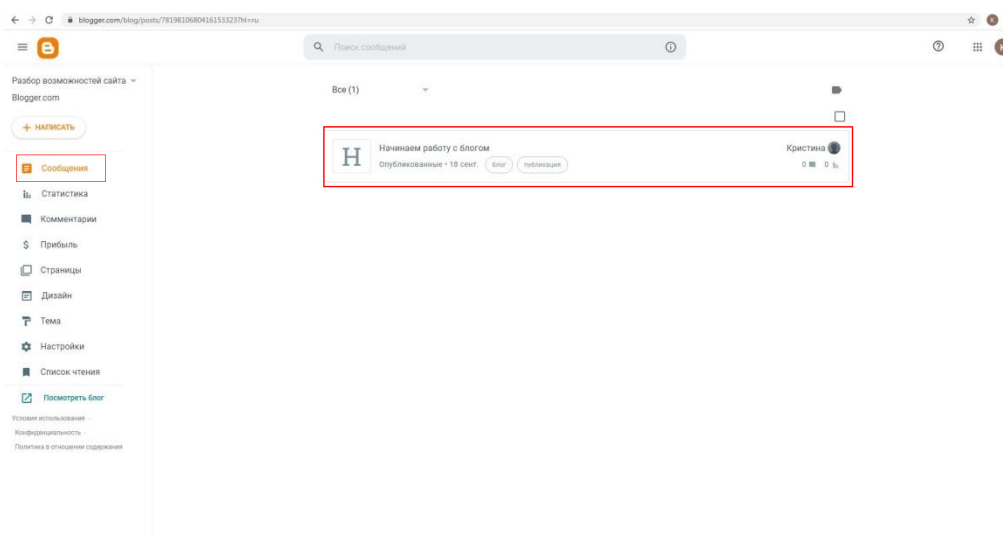 blogger.com/blog/posts/7819810680416153323?hl=ru
Поиск сообщений
Разбор возможностей сайта
Blogger.com
Все (1)
+ НАПИСАТЬ
Н
Начинаем работу с блогом
Кристина
Опубликованные • 18 сент. блог публикация
0 0
Сообщения
Статистика
Комментарии
$ Прибыль
Страницы
Дизайн
Тема
Настройки
Список чтения
Посмотреть блог
Условия использования ·
Конфиденциальность ·
Политика в отношении содержания